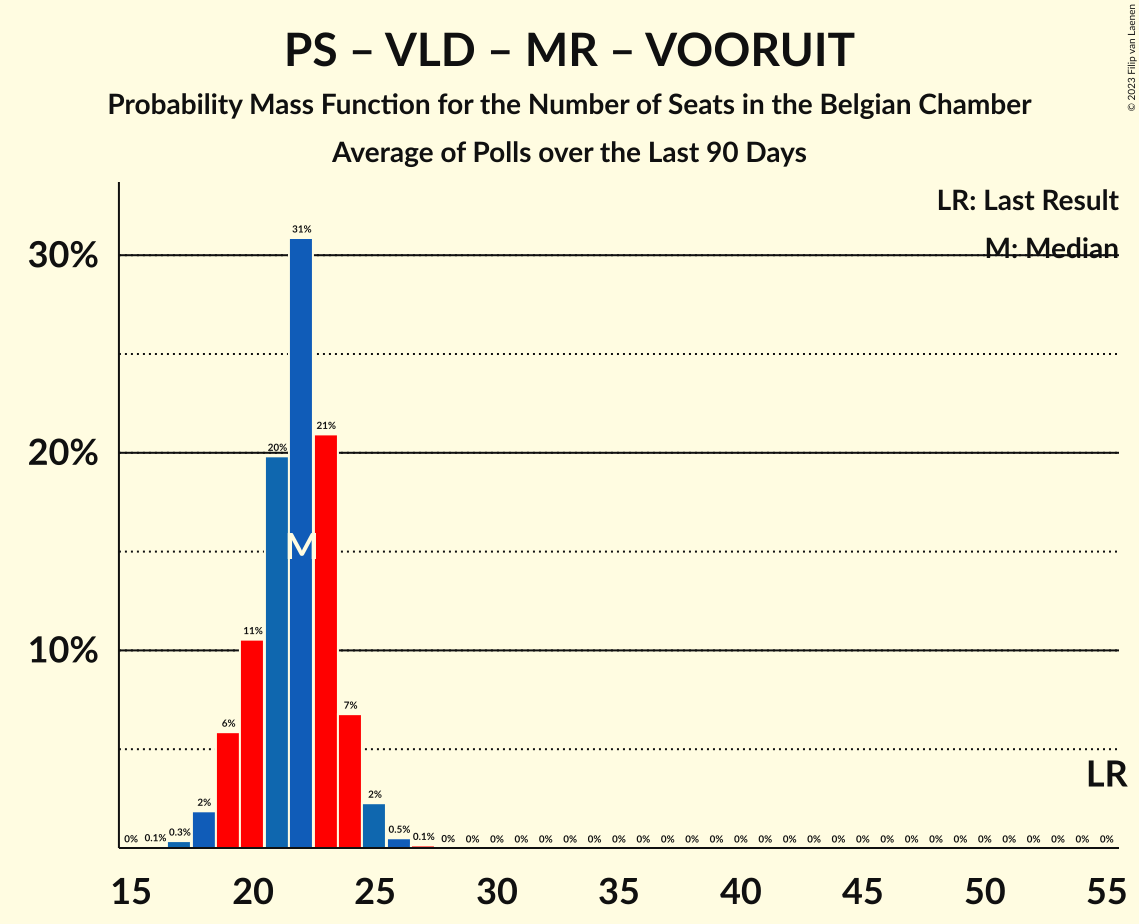 PS – VLD – MR – VOORUIT
Probability Mass Function for the Number of Seats in the Belgian Chamber
Average of Polls over the Last 90 Days
© 2023 Filip van Laenen
LR: Last Result
M: Median
30%
20%
10%
0% 0.1% 0.3% 2% 6% 11% 20% 31% 21% 7% 2% 0.5% 0.1% 0% 0% 0% 0% 0% 0% 0% 0% 0% 0% 0% 0% 0% 0% 0% 0% 0% 0% 0% 0% 0% 0% 0% 0% 0% 0% 0% 0%
M
LR
15 20 25 30 35 40 45 50 55